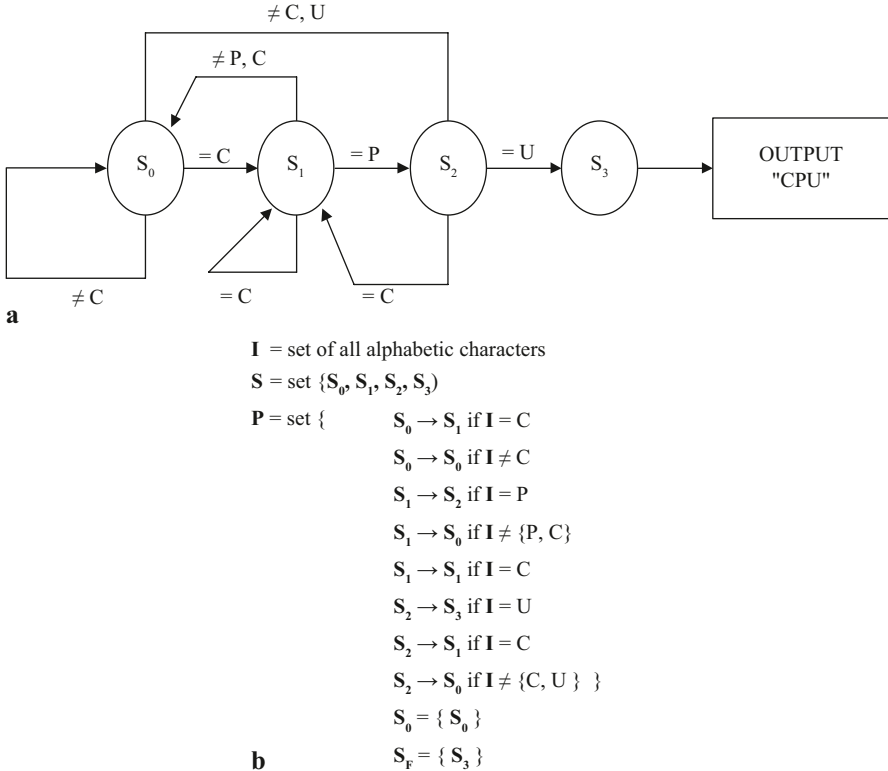 ≠ C, U
≠ P, C
S₀
= C
S₁
= P
S₂
= U
S₃
OUTPUT
"CPU"
≠ C
= C
= C
a
I = set of all alphabetic characters
S = set {S₀, S₁, S₂, S₃)
P = set { S₀ → S₁ if I = C
S₀ → S₀ if I ≠ C
S₁ → S₂ if I = P
S₁ → S₀ if I ≠ {P, C}
S₁ → S₁ if I = C
S₂ → S₃ if I = U
S₂ → S₁ if I = C
S₂ → S₀ if I ≠ {C, U } }
S₀ = { S₀ }
b S_F = { S₃ }